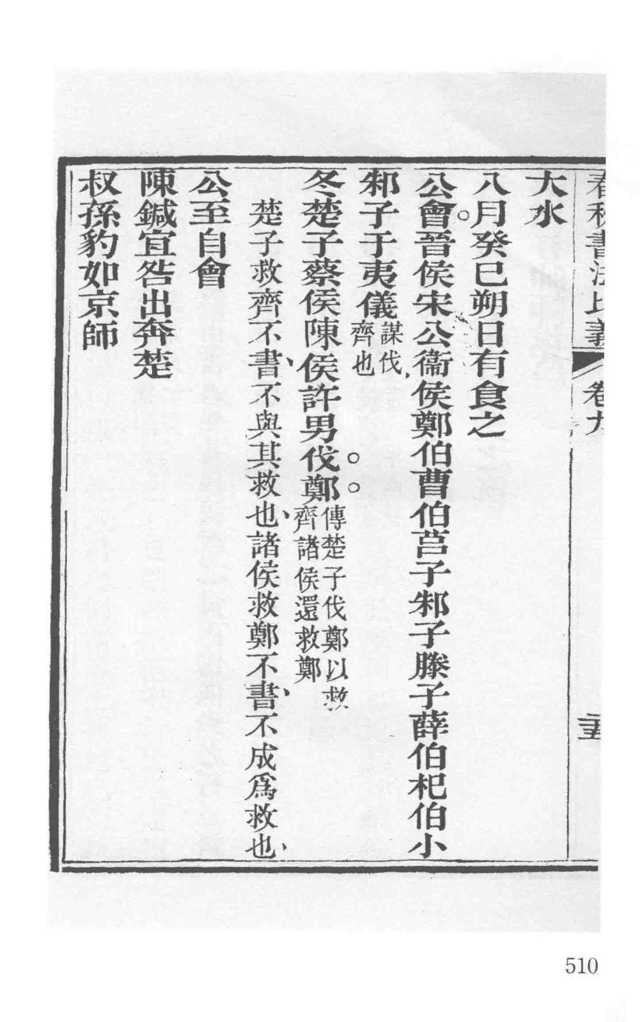 春秋書法比義 卷九 二五
大水
八月癸巳朔日有食之
公會晉侯宋公衞侯鄭伯曹伯莒子邾子滕子薛伯杞伯小
邾子于夷儀謀伐齊也
冬楚子蔡侯陳侯許男伐鄭傳楚子伐鄭以救齊諸侯還救鄭
楚子救齊不書不與其救也諸侯救鄭不書不成爲救也
公至自會
陳鍼宜咎出奔楚
叔孫豹如京師
510